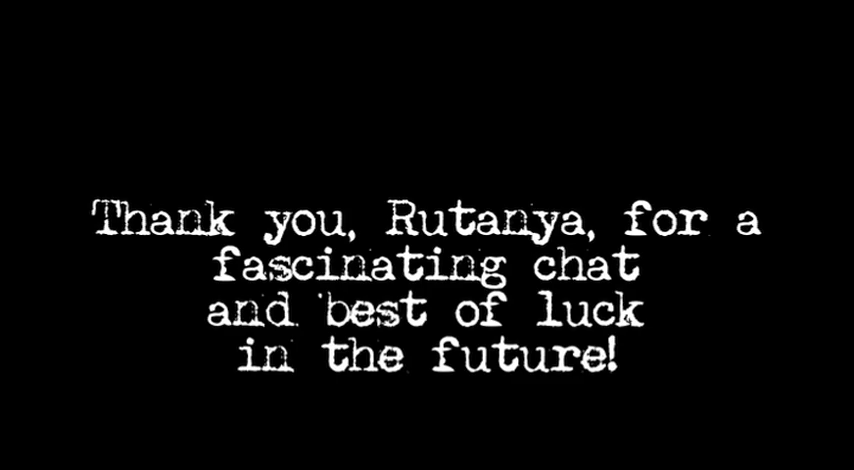 Thank you, Rutanya, for a
fascinating chat
and best of luck
in the future!